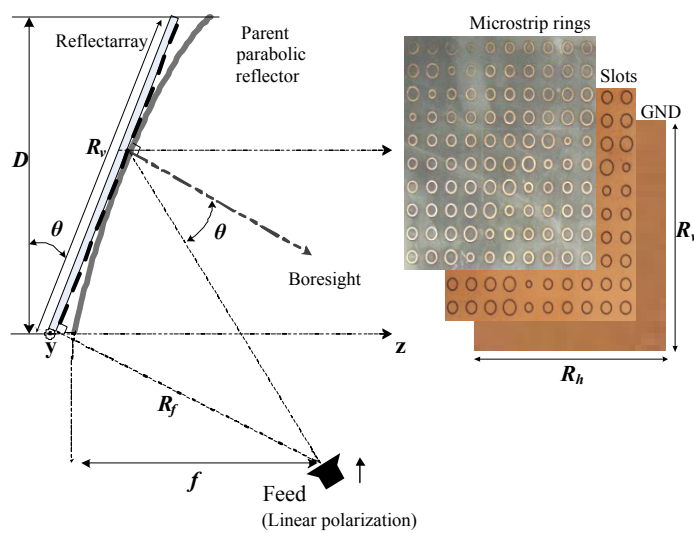 Microstrip rings
Reflectarray
Parent
parabolic
reflector
Slots
GND
D
R_v
θ
θ
R_v
Boresight
y
z
R_h
R_f
f
Feed
(Linear polarization)